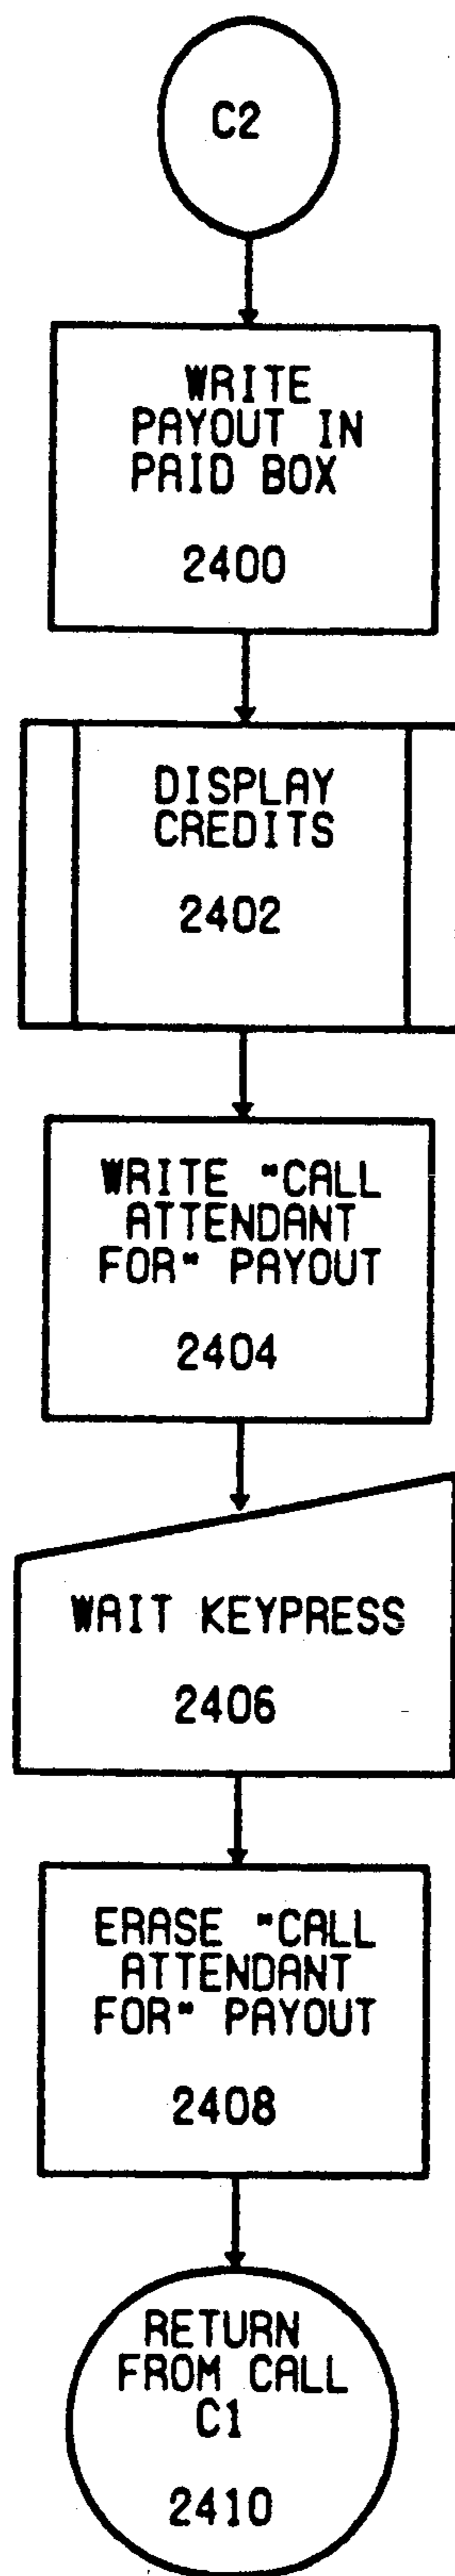 C2
WRITE
PAYOUT IN
PAID BOX
2400
DISPLAY
CREDITS
2402
WRITE "CALL
ATTENDANT
FOR" PAYOUT
2404
WAIT KEYPRESS
2406
ERASE "CALL
ATTENDANT
FOR" PAYOUT
2408
RETURN
FROM CALL
C1
2410